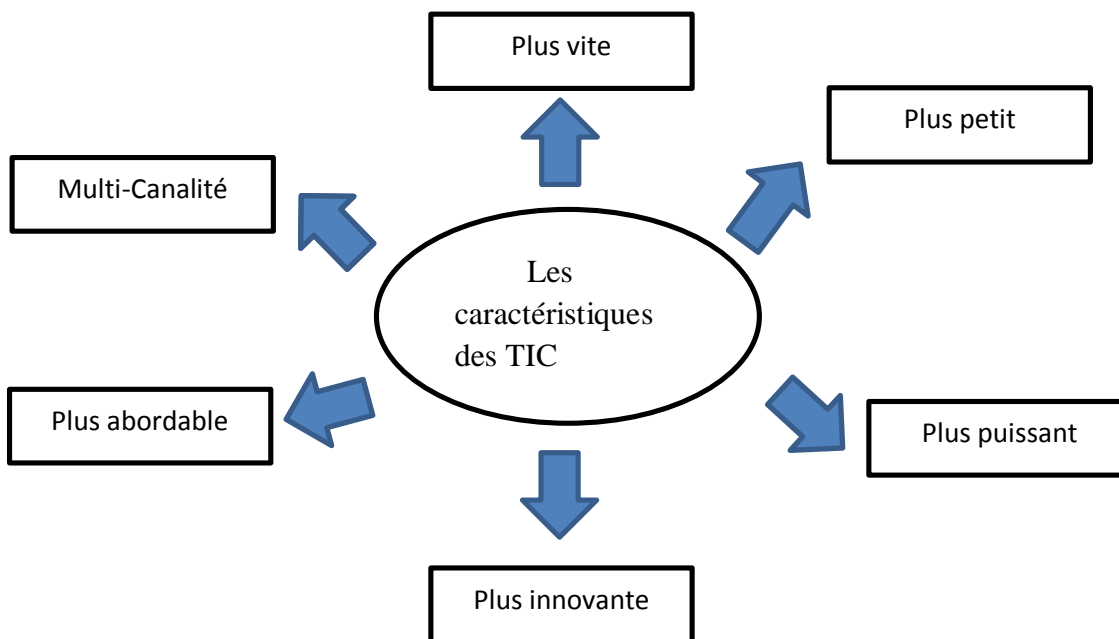 Plus vite
Plus petit
Multi-Canalité
Les
caractéristiques
des TIC
Plus abordable
Plus puissant
Plus innovante